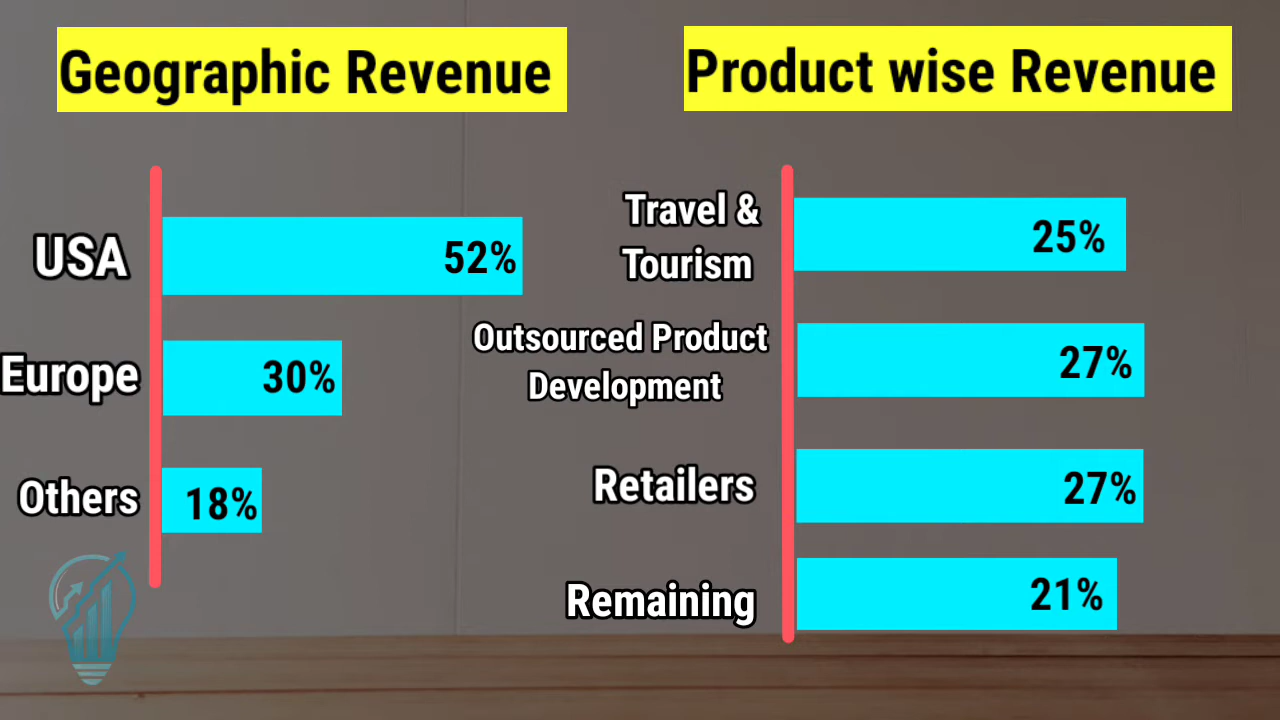 Geographic Revenue
USA
52%
Europe
30%
Others
18%
Product wise Revenue
Travel &
Tourism
25%
Outsourced Product
Development
27%
Retailers
27%
Remaining
21%